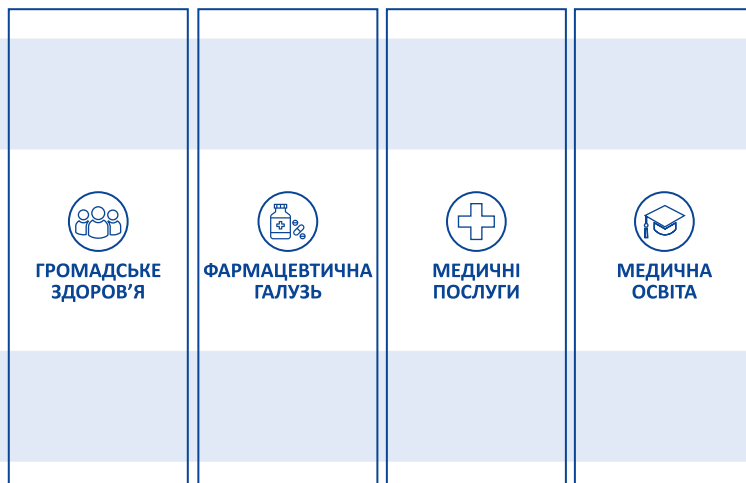 ГРОМАДСЬКЕ
ЗДОРОВ’Я
ФАРМАЦЕВТИЧНА
ГАЛУЗЬ
МЕДИЧНІ
ПОСЛУГИ
МЕДИЧНА
ОСВІТА